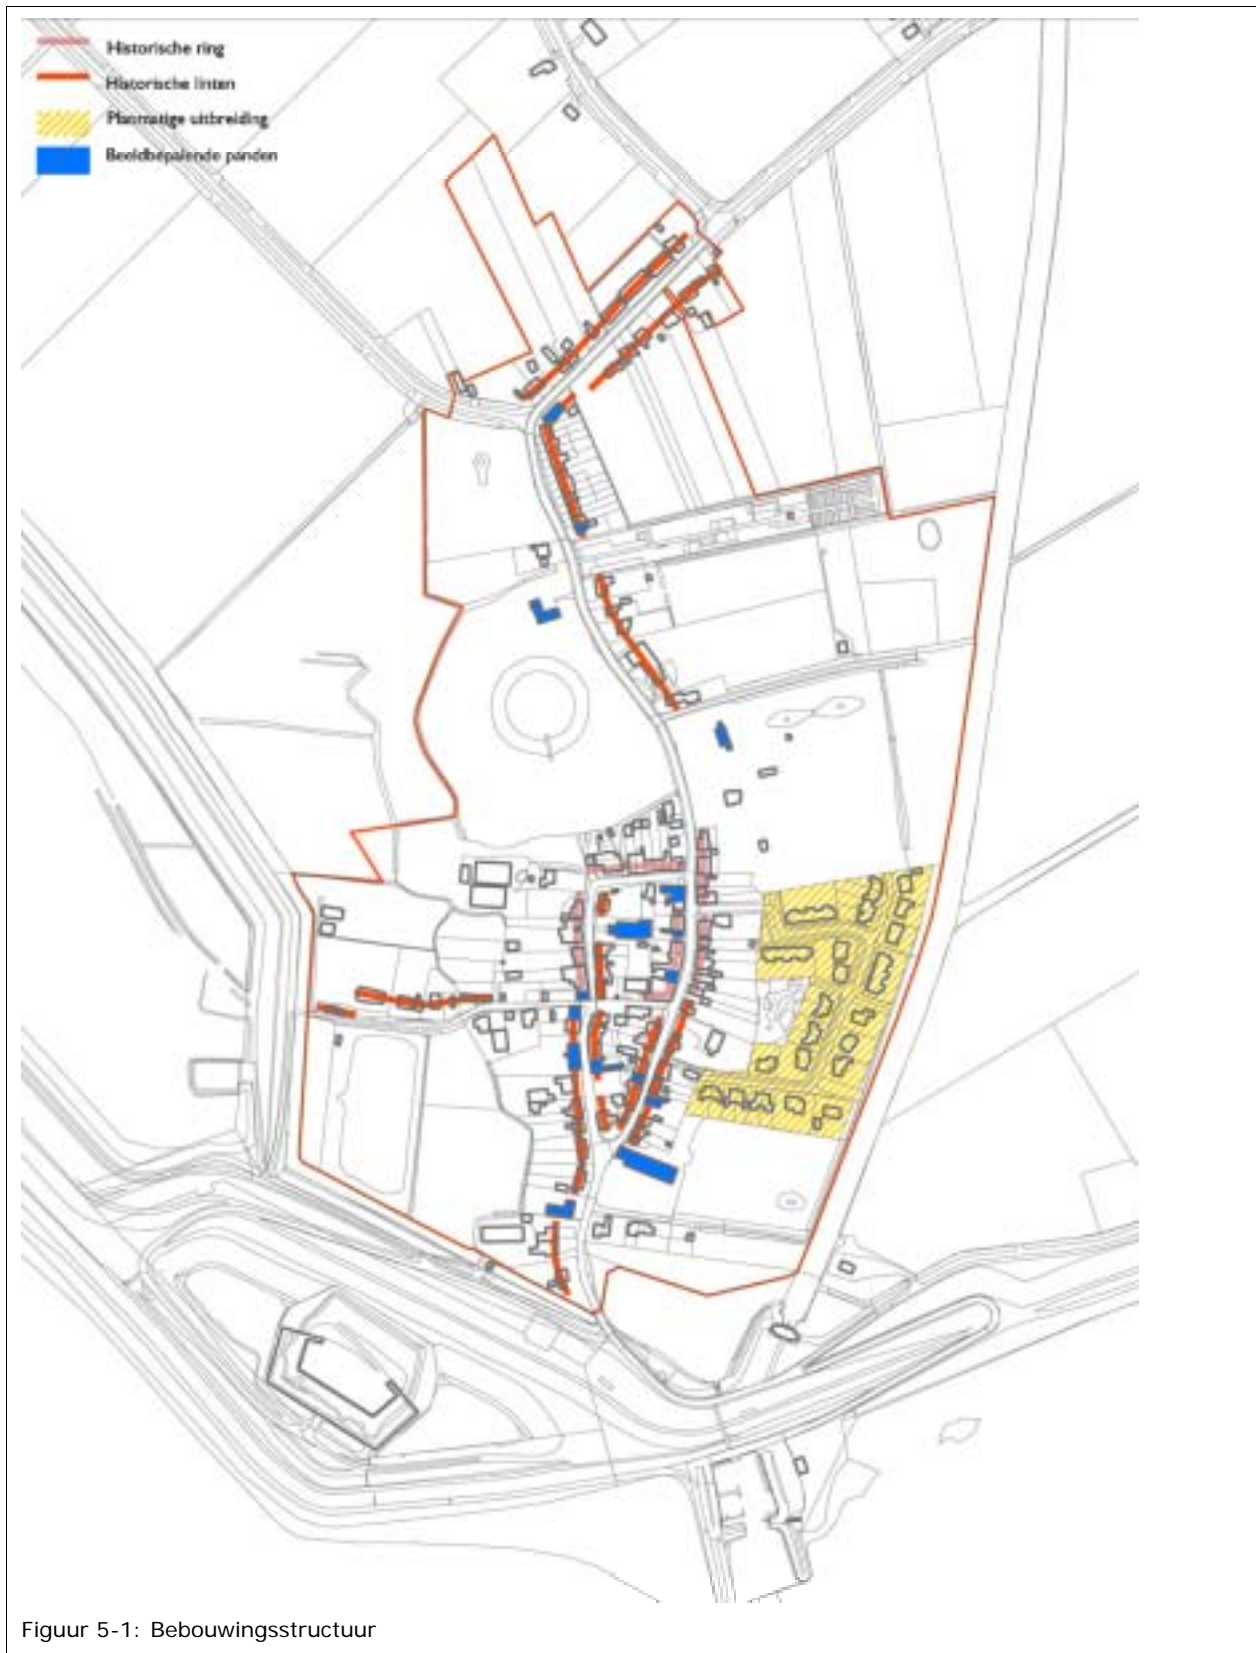 Historische ring
Historische linten
Planmatige uitbreiding
Beeldbepalende panden
Figuur 5-1: Bebouwingsstructuur